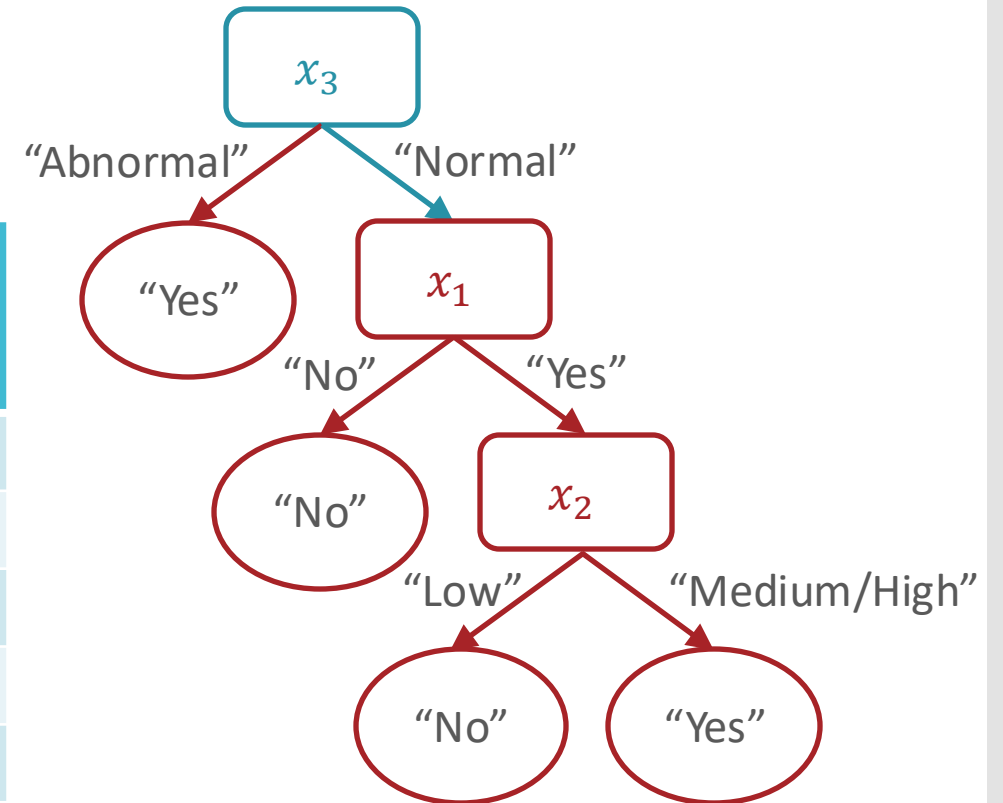 x₃
“Abnormal” “Normal”
“Yes” x₁
“No” “Yes”
“No” x₂
“Low” “Medium/High”
“No” “Yes”